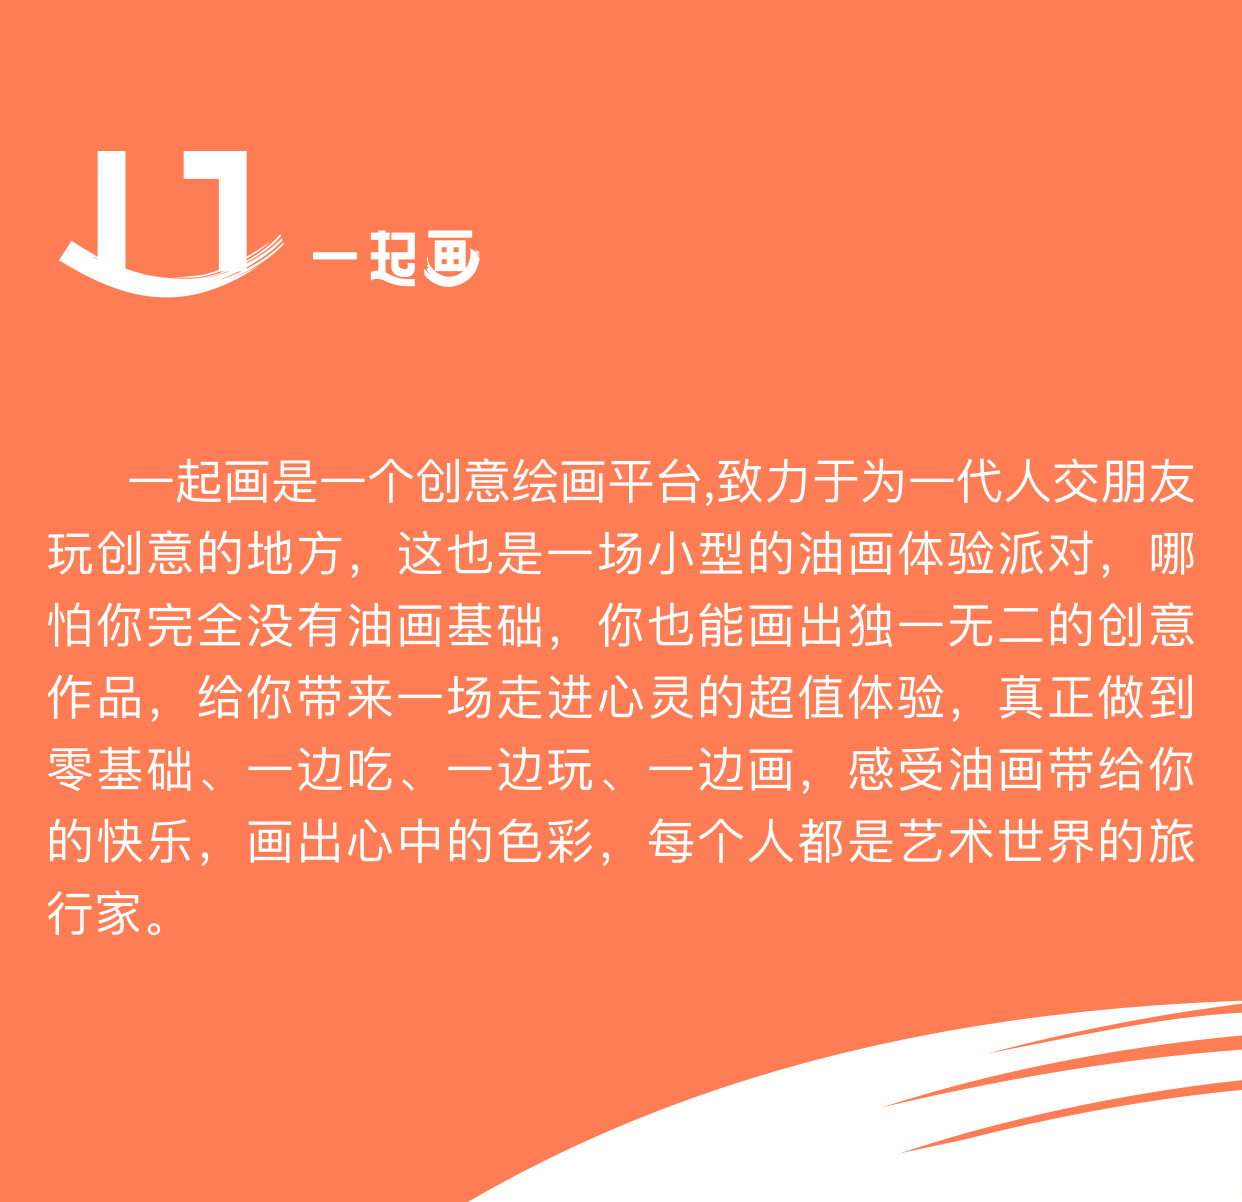 一起画
一起画是一个创意绘画平台,致力于为一代人交朋友
玩创意的地方，这也是一场小型的油画体验派对，哪
怕你完全没有油画基础，你也能画出独一无二的创意
作品，给你带来一场走进心灵的超值体验，真正做到
零基础、一边吃、一边玩、一边画，感受油画带给你
的快乐，画出心中的色彩，每个人都是艺术世界的旅
行家。